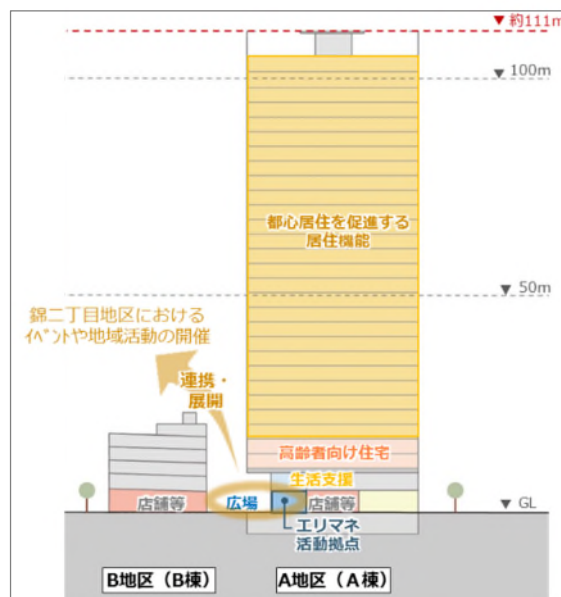 ▼ 約111m
▼ 100m
都心居住を促進する
居住機能
▼ 50m
錦二丁目地区における
ｲﾍﾞﾝﾄや地域活動の開催
連携・
展開
高齢者向け住宅
生活支援
店舗等
広場
店舗等
▼ GL
エリマネ
活動拠点
B地区（B棟）
A地区（A棟）